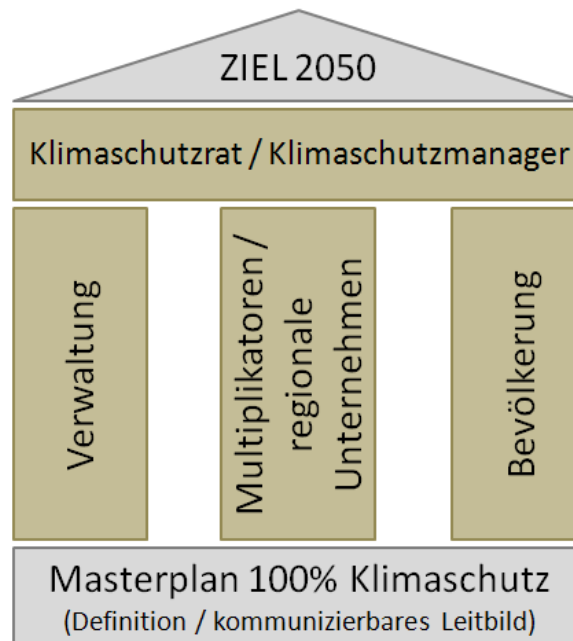 ZIEL 2050
Klimaschutzrat / Klimaschutzmanager
Verwaltung
Multiplikatoren /
regionale
Unternehmen
Bevölkerung
Masterplan 100% Klimaschutz
(Definition / kommunizierbares Leitbild)